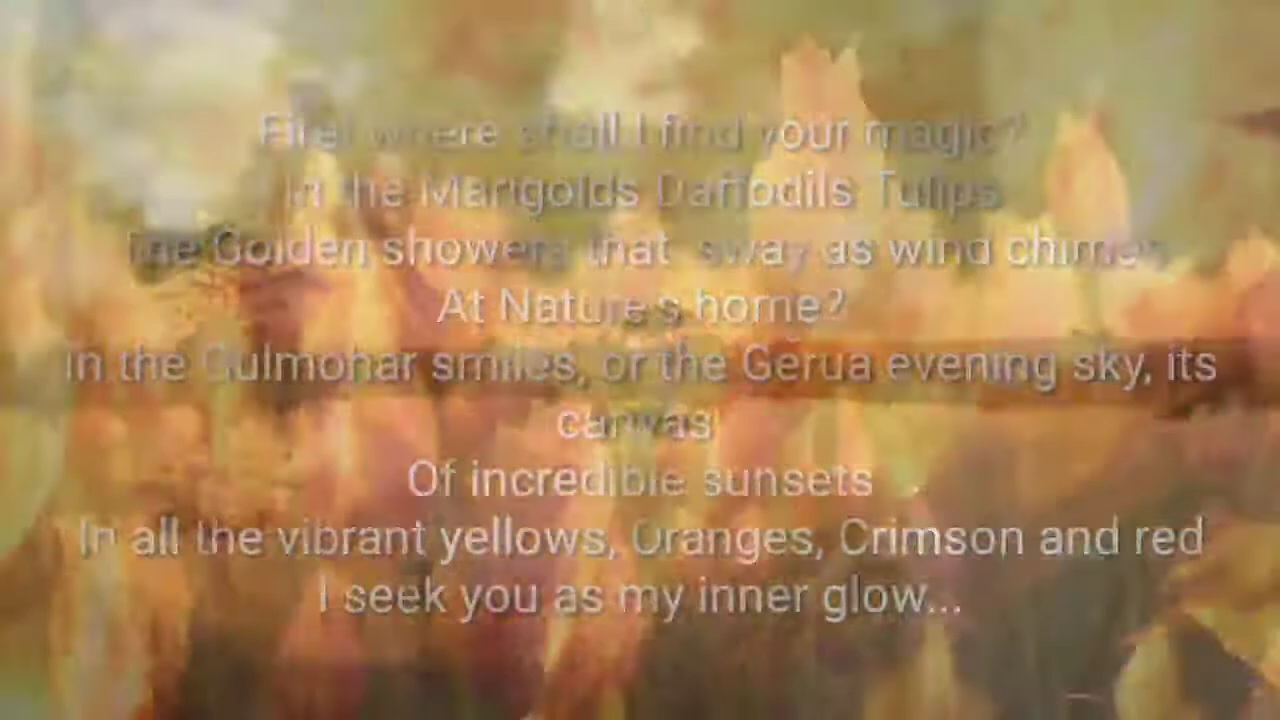 Fire! where shall I find your magic?
In the Marigolds Daffodils Tulips
The Golden showers that sway as wind chimes
At Nature's home?
In the Gulmohar smiles, or the Gerua evening sky, its
canvas
Of incredible sunsets
In all the vibrant yellows, Oranges, Crimson and red
I seek you as my inner glow...